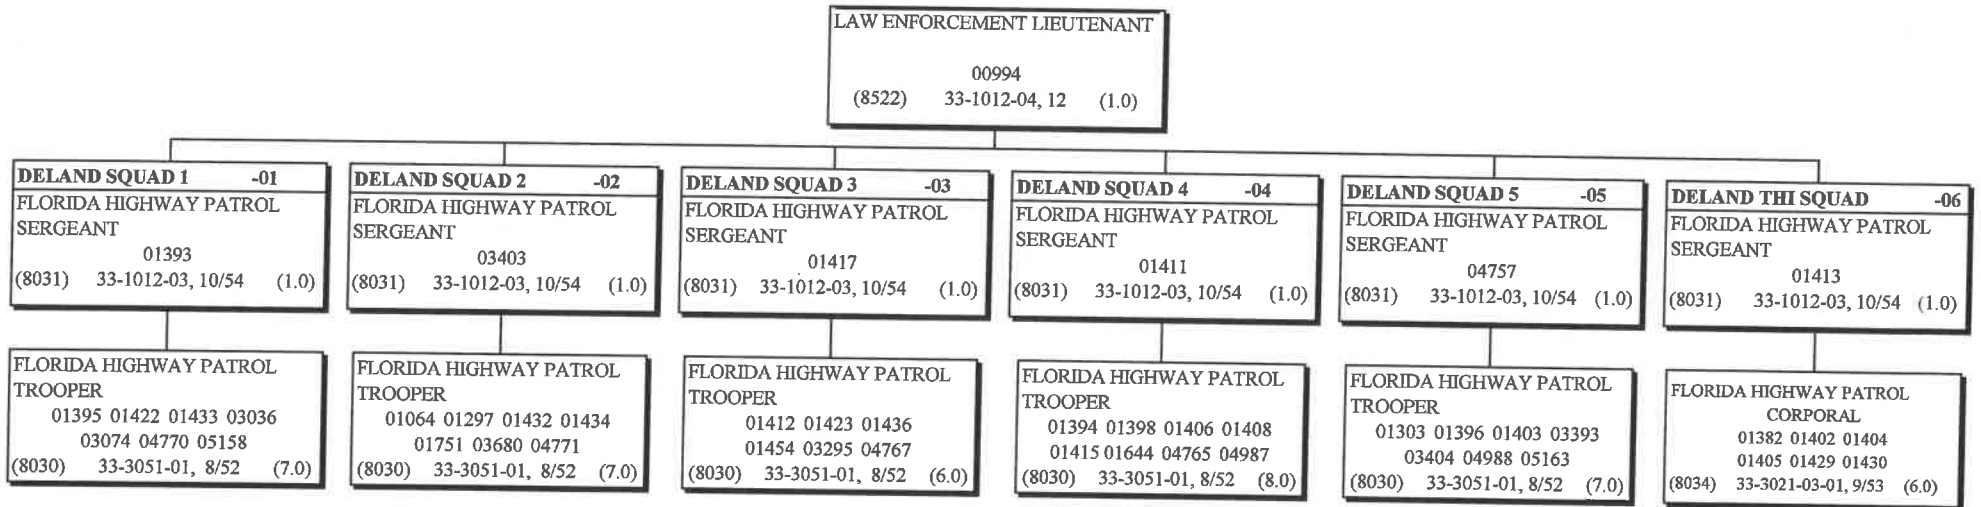 LAW ENFORCEMENT LIEUTENANT
00994
(8522) 33-1012-04, 12 (1.0)
DELAND SQUAD 1 -01
FLORIDA HIGHWAY PATROL
SERGEANT
01393
(8031) 33-1012-03, 10/54 (1.0)
FLORIDA HIGHWAY PATROL
TROOPER
01395 01422 01433 03036
03074 04770 05158
(8030) 33-3051-01, 8/52 (7.0)
DELAND SQUAD 2 -02
FLORIDA HIGHWAY PATROL
SERGEANT
03403
(8031) 33-1012-03, 10/54 (1.0)
FLORIDA HIGHWAY PATROL
TROOPER
01064 01297 01432 01434
01751 03680 04771
(8030) 33-3051-01, 8/52 (7.0)
DELAND SQUAD 3 -03
FLORIDA HIGHWAY PATROL
SERGEANT
01417
(8031) 33-1012-03, 10/54 (1.0)
FLORIDA HIGHWAY PATROL
TROOPER
01412 01423 01436
01454 03295 04767
(8030) 33-3051-01, 8/52 (6.0)
DELAND SQUAD 4 -04
FLORIDA HIGHWAY PATROL
SERGEANT
01411
(8031) 33-1012-03, 10/54 (1.0)
FLORIDA HIGHWAY PATROL
TROOPER
01394 01398 01406 01408
01415 01644 04765 04987
(8030) 33-3051-01, 8/52 (8.0)
DELAND SQUAD 5 -05
FLORIDA HIGHWAY PATROL
SERGEANT
04757
(8031) 33-1012-03, 10/54 (1.0)
FLORIDA HIGHWAY PATROL
TROOPER
01303 01396 01403 03393
03404 04988 05163
(8030) 33-3051-01, 8/52 (7.0)
DELAND THI SQUAD -06
FLORIDA HIGHWAY PATROL
SERGEANT
01413
(8031) 33-1012-03, 10/54 (1.0)
FLORIDA HIGHWAY PATROL
CORPORAL
01382 01402 01404
01405 01429 01430
(8034) 33-3021-03-01, 9/53 (6.0)